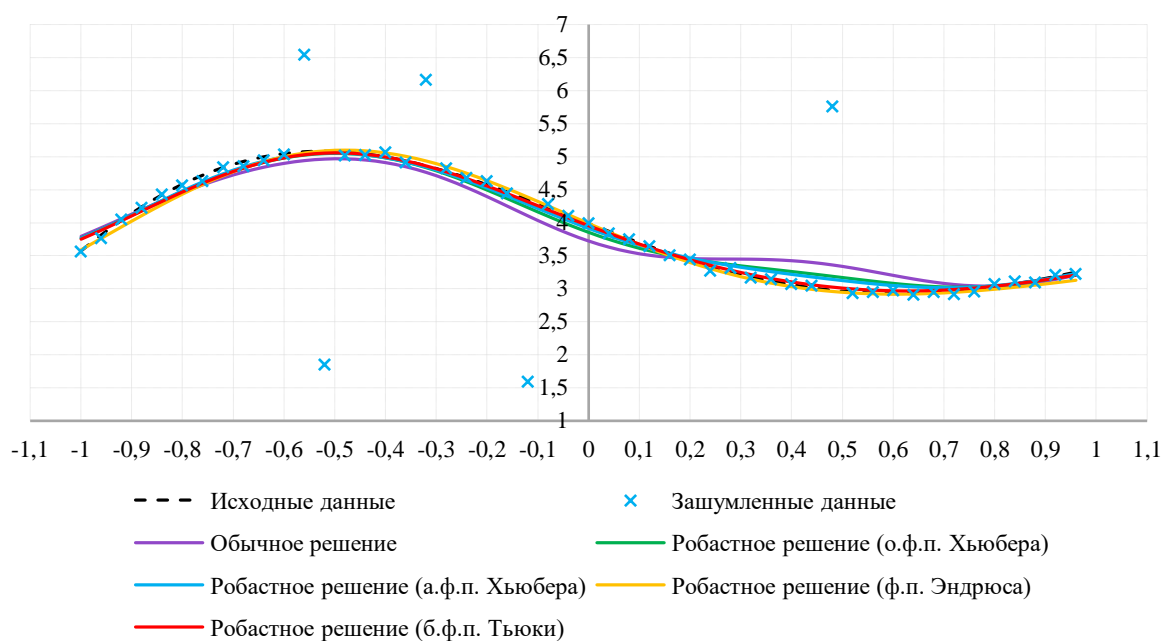 7
6,5
6
5,5
5
4,5
4
3,5
3
2,5
2
1,5
1
-1,1 -1 -0,9 -0,8 -0,7 -0,6 -0,5 -0,4 -0,3 -0,2 -0,1 0 0,1 0,2 0,3 0,4 0,5 0,6 0,7 0,8 0,9 1 1,1
Исходные данные Зашумленные данные
Обычное решение Робастное решение (о.ф.п. Хьюбера)
Робастное решение (а.ф.п. Хьюбера) Робастное решение (ф.п. Эндрюса)
Робастное решение (б.ф.п. Тьюки)